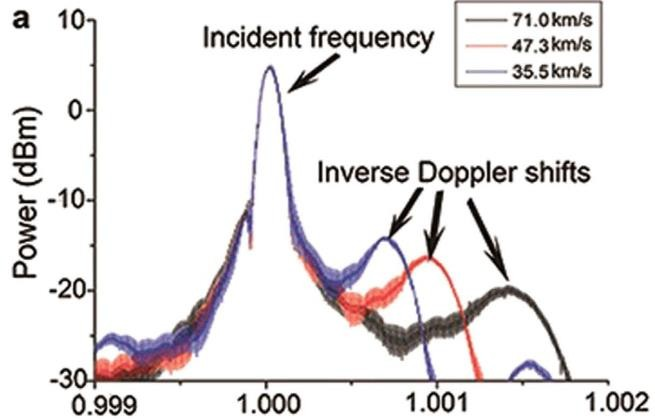 a
10
0
-10
-20
-30
Power (dBm)
Incident frequency
71.0 km/s
47.3 km/s
35.5 km/s
Inverse Doppler shifts
0.999
1.000
1.001
1.002